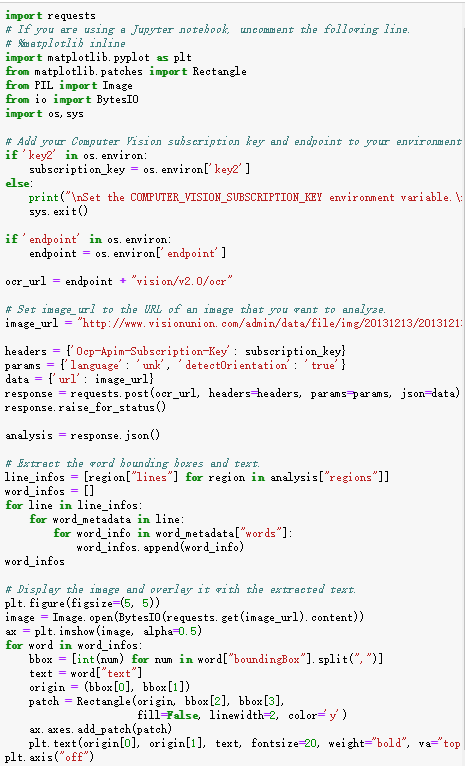 import requests
# If you are using a Jupyter notebook, uncomment the following line.
# %matplotlib inline
import matplotlib.pyplot as plt
from matplotlib.patches import Rectangle
from PIL import Image
from io import BytesIO
import os,sys
# Add your Computer Vision subscription key and endpoint to your environment
if 'key2' in os.environ:
    subscription_key = os.environ['key2']
else:
    print("\nSet the COMPUTER_VISION_SUBSCRIPTION_KEY environment variable.\
    sys.exit()
if 'endpoint' in os.environ:
    endpoint = os.environ['endpoint']
ocr_url = endpoint + "vision/v2.0/ocr"
# Set image_url to the URL of an image that you want to analyze.
image_url = "http://www.visionunion.com/admin/data/file/img/20131213/2013121
headers = {'Ocp-Apim-Subscription-Key': subscription_key}
params = {'language': 'unk', 'detectOrientation': 'true'}
data = {'url': image_url}
response = requests.post(ocr_url, headers=headers, params=params, json=data)
response.raise_for_status()
analysis = response.json()
# Extract the word bounding boxes and text.
line_infos = [region["lines"] for region in analysis["regions"]]
word_infos = []
for line in line_infos:
    for word_metadata in line:
        for word_info in word_metadata["words"]:
            word_infos.append(word_info)
word_infos
# Display the image and overlay it with the extracted text.
plt.figure(figsize=(5, 5))
image = Image.open(BytesIO(requests.get(image_url).content))
ax = plt.imshow(image, alpha=0.5)
for word in word_infos:
    bbox = [int(num) for num in word["boundingBox"].split(",")]
    text = word["text"]
    origin = (bbox[0], bbox[1])
    patch = Rectangle(origin, bbox[2], bbox[3],
                      fill=False, linewidth=2, color='y')
    ax.axes.add_patch(patch)
    plt.text(origin[0], origin[1], text, fontsize=20, weight="bold", va="top
plt.axis("off")